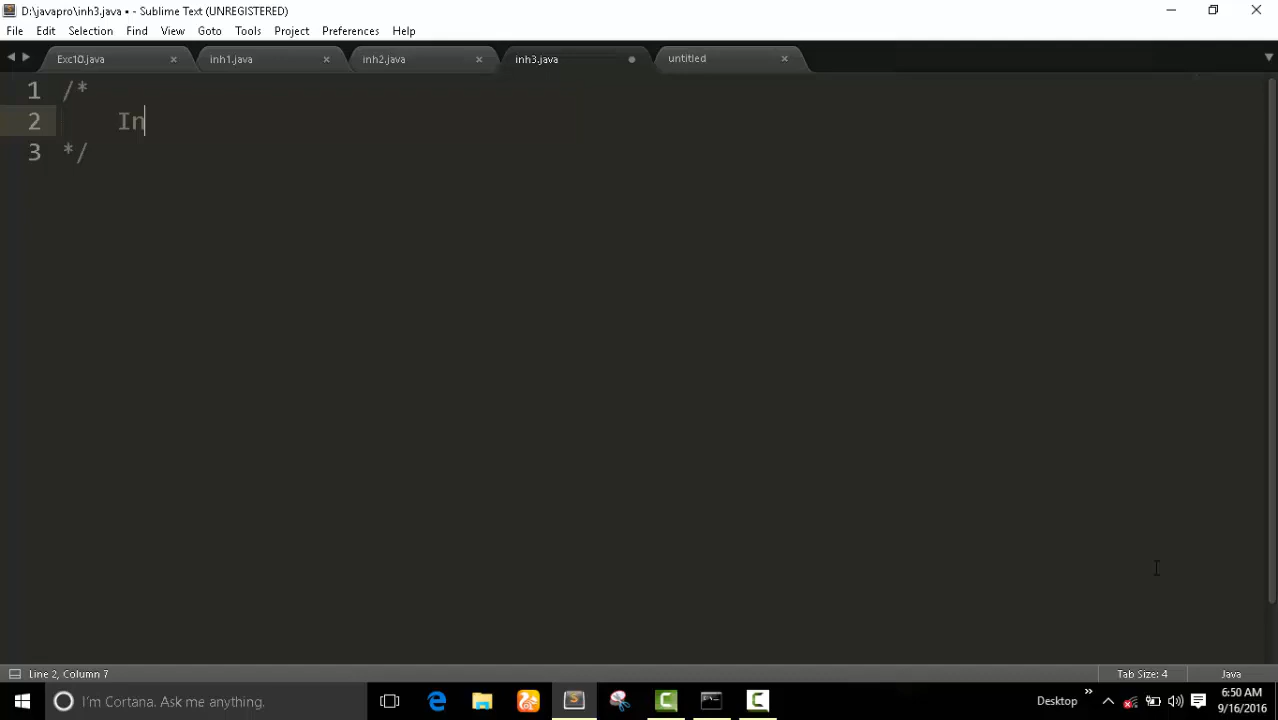 D:\javapro\inh3.java • - Sublime Text (UNREGISTERED)
File Edit Selection View Goto Tools Project Preferences Help
Exc10.java inh1.java inh2.java inh3.java untitled
1 /*
2 In
3 */
Line 2, Column 7 Tab Size: 4 Java
I'm Cortana. Ask me anything. Desktop 6:50 AM
9/16/2016